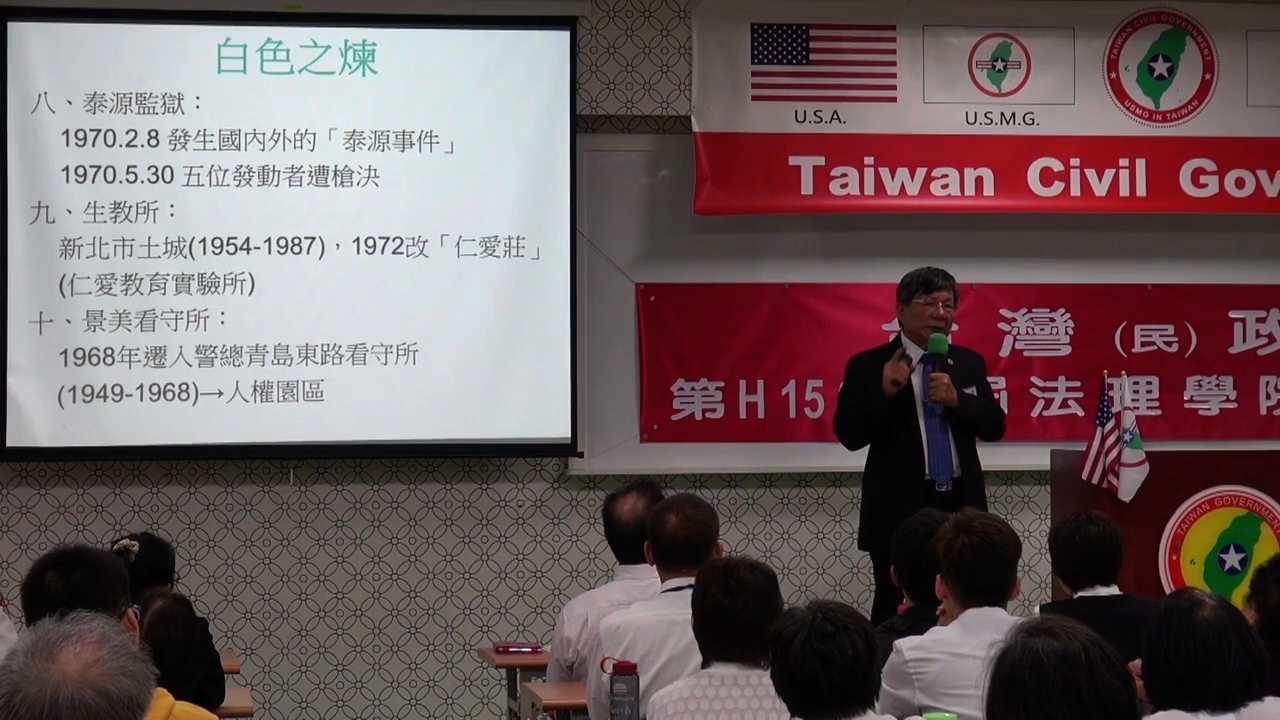 白色之煉
八、泰源監獄：
1970.2.8 發生國內外的「泰源事件」
1970.5.30 五位發動者遭槍決
九、生教所：
新北市土城(1954-1987)，1972改「仁愛莊」
(仁愛教育實驗所)
十、景美看守所：
1968年遷入警總青島東路看守所
(1949-1968)→人權園區
U.S.A.
U.S.M.G.
TAIWAN CIVIL GOVERNMENT
USMG IN TAIWAN
Taiwan Civil Gov
灣（民）政
第H15 屆法理學院
TAIWAN GOVERNMENT